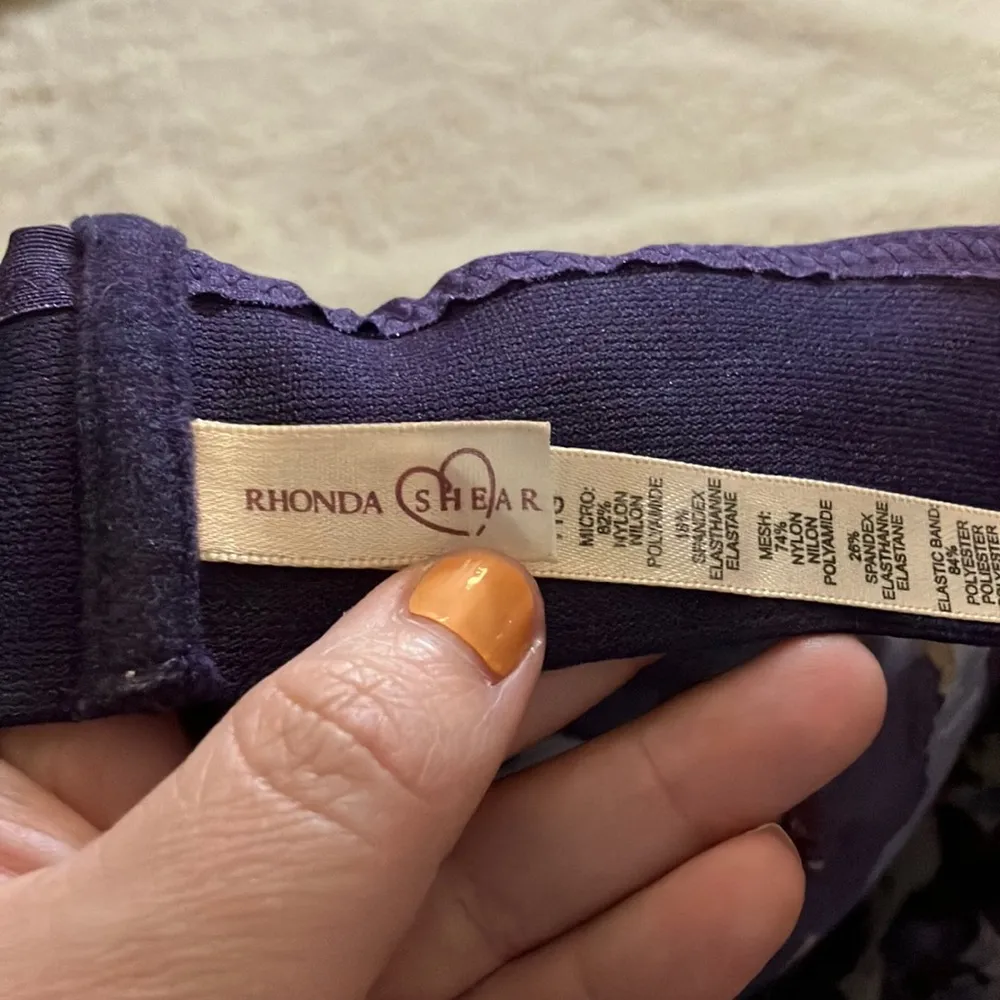 RHONDA SHEAR
MICRO:
82%
NYLON
NILON
POLYAMIDE
18%
SPANDEX
ELASTHANNE
ELASTANE
MESH:
74%
NYLON
NILON
POLYAMIDE
26%
SPANDEX
ELASTHANNE
ELASTANE
ELASTIC BAND:
84%
POLYESTER
POLIESTER